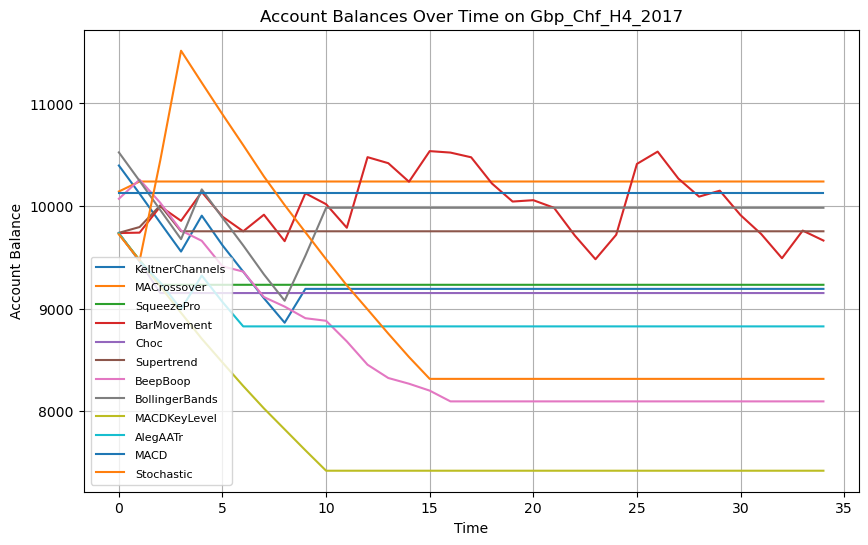 Account Balances Over Time on Gbp_Chf_H4_2017
Account Balance
11000
10000
9000
8000
KeltnerChannels
MACrossover
SqueezePro
BarMovement
Choc
Supertrend
BeepBoop
BollingerBands
MACDKeyLevel
AlegAATr
MACD
Stochastic
0 5 10 15 20 25 30 35
Time